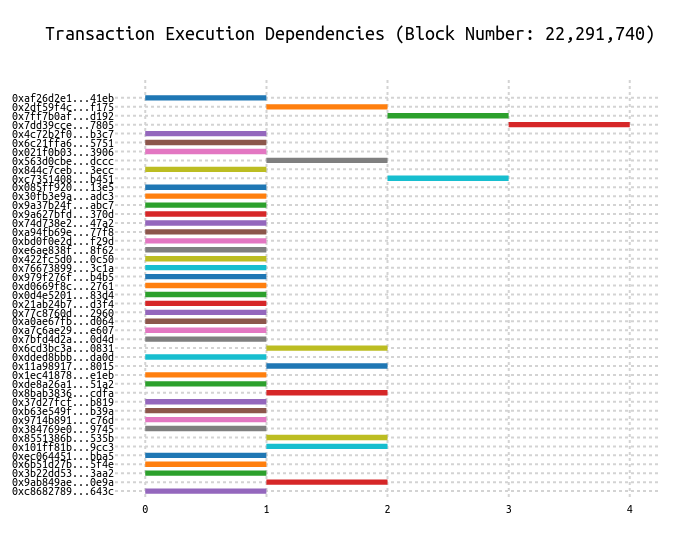 Transaction Execution Dependencies (Block Number: 22,291,740)
0xaf26d2e1...41eb
0x2df59f4c...f175
0x7ff7b0af...d192
0x7dd39cce...7805
0x4c72b2f0...b3c7
0x6c21ffa6...5751
0x021f0b03...3906
0x563d0cbe...dccc
0x844c7ceb...3ecc
0xc7351408...b451
0x085ff920...13e5
0x30fb3e9a...adc3
0x9a37b24f...abc7
0x9a627bfd...370d
0x74d738e2...47a2
0xa94fb69e...77f8
0xbd0f0e2d...f29d
0xe6ae838f...8f62
0x422fc5d0...0c50
0x76673899...3c1a
0x979f276f...b4b5
0xd0669f8c...2761
0x0d4e5201...83d4
0x21ab24b7...d3f4
0x77c8760d...2960
0xa0ae67fb...d064
0xa7c6ae29...e607
0x7bfd4d2a...0d4d
0x6cd3bc3a...0831
0xdded8bbb...da0d
0x11a98917...8015
0x1ec41878...e1eb
0xde8a26a1...51a2
0x8bab3836...cdfa
0x37d27fcf...b819
0xb63e549f...b39a
0x9714b891...c76d
0x384769e0...9745
0x8551386b...535b
0x101ff81b...9cc3
0xec064451...bba5
0x6b51d27b...5f4e
0x3b22dd53...3aa2
0x9ab849ae...0e9a
0xc8682789...643c
0 1 2 3 4